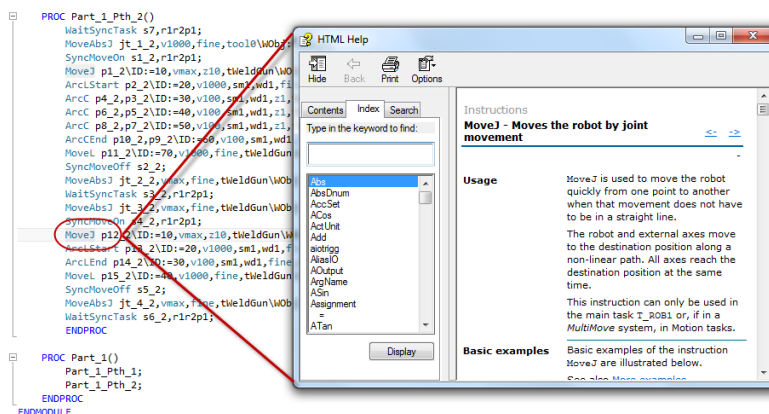 PROC Part_1_Pth_2()
WaitSyncTask s7,r1r2p1;
MoveAbsJ jt_1_2,v1000,fine,tool0\WObj:
SyncMoveOn s1_2,r1r2p1;
MoveJ p1_2\ID:=10,vmax,z10,tWeldGun\WO
ArcLStart p2_2\ID:=20,v1000,sm1,wd1,fi
ArcC p4_2,p3_2\ID:=30,v100,sm1,wd1,z1,
ArcC p6_2,p5_2\ID:=40,v100,sm1,wd1,z1,
ArcC p8_2,p7_2\ID:=50,v100,sm1,wd1,z1,
ArcCEnd p10_2,p9_2\ID:=60,v100,sm1,wd1
MoveL p11_2\ID:=70,v1000,fine,tWeldGun
SyncMoveOff s2_2;
MoveAbsJ jt_2_2,vmax,fine,tWeldGun\WOb
WaitSyncTask s3_2,r1r2p1;
MoveAbsJ jt_3_2,vmax,fine,tWeldGun\WOb
SyncMoveOn s4_2,r1r2p1;
MoveJ p12_2\ID:=10,vmax,z10,tWeldGun\W
ArcLStart p13_2\ID:=20,v1000,sm1,wd1,f
ArcLEnd p14_2\ID:=30,v100,sm1,wd1,fine
MoveL p15_2\ID:=40,v1000,fine,tWeldGun
SyncMoveOff s5_2;
MoveAbsJ jt_4_2,vmax,fine,tWeldGun\WOb
WaitSyncTask s6_2,r1r2p1;
ENDPROC
PROC Part_1()
Part_1_Pth_1;
Part_1_Pth_2;
ENDPROC
ENDMODULE
HTML Help
Hide Back Print Options
Contents Index Search
Type in the keyword to find:
Abs
AbsDnum
AccSet
ACos
ActUnit
Add
aiotrigg
AliasIO
AOutput
ArgName
ASin
Assignment
=
ATan
Display
Instructions
MoveJ - Moves the robot by joint
movement
<- ->
-
Usage
MoveJ is used to move the robot
quickly from one point to another
when that movement does not have
to be in a straight line.
The robot and external axes move
to the destination position along a
non-linear path. All axes reach the
destination position at the same
time.
This instruction can only be used in
the main task T_ROB1 or, if in a
MultiMove system, in Motion tasks.
Basic examples
Basic examples of the instruction
MoveJ are illustrated below.
See also More examples